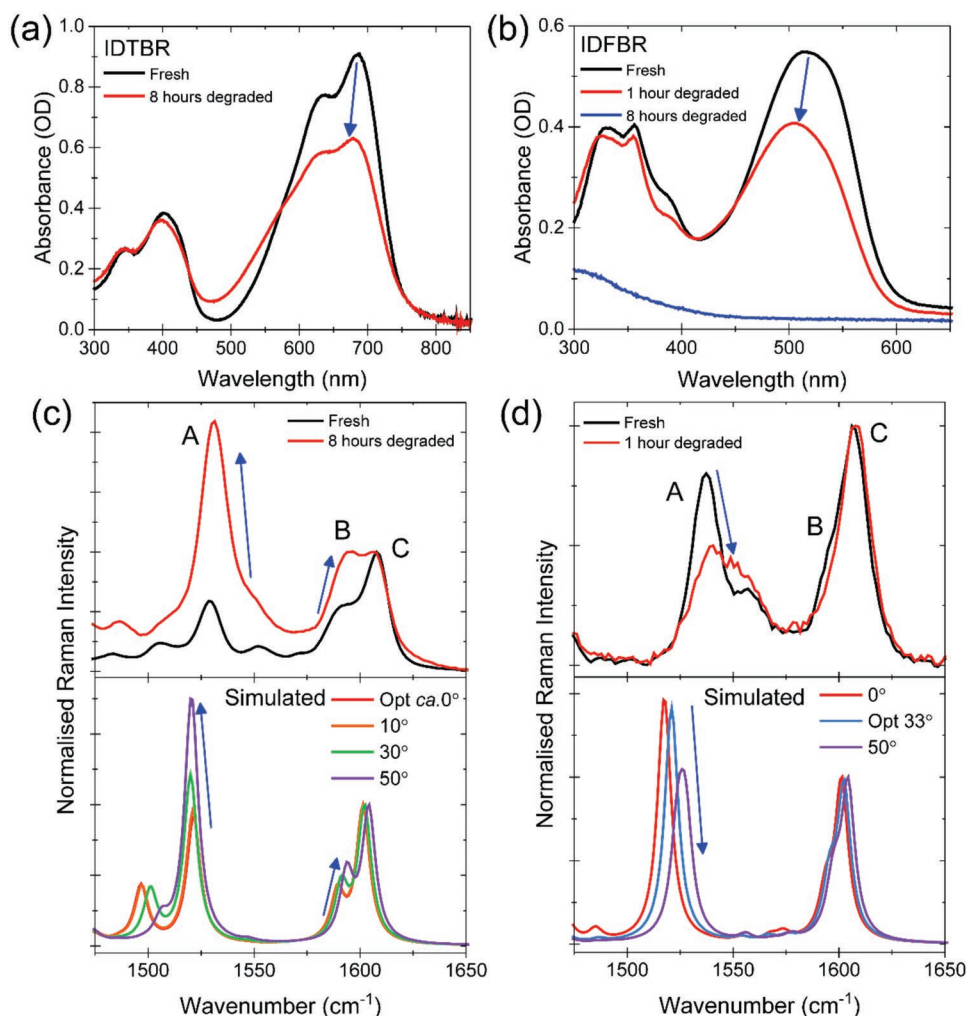 (a)
IDTBR
Fresh
8 hours degraded
Absorbance (OD)
1.0
0.8
0.6
0.4
0.2
0.0
300 400 500 600 700 800
Wavelength (nm)
(b)
IDFBR
Fresh
1 hour degraded
8 hours degraded
Absorbance (OD)
0.6
0.4
0.2
0.0
300 400 500 600
Wavelength (nm)
(c)
Fresh
8 hours degraded
A
B
C
Normalised Raman Intensity
Simulated
Opt ca.0°
10°
30°
50°
1500 1550 1600 1650
Wavenumber (cm⁻¹)
(d)
Fresh
1 hour degraded
A
B
C
Normalised Raman Intensity
Simulated
0°
Opt 33°
50°
1500 1550 1600 1650
Wavenumber (cm⁻¹)